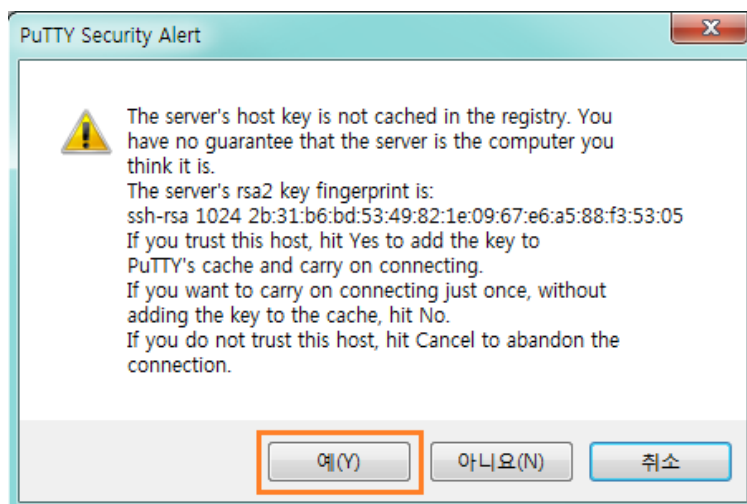 PuTTY Security Alert
The server's host key is not cached in the registry. You
have no guarantee that the server is the computer you
think it is.
The server's rsa2 key fingerprint is:
ssh-rsa 1024 2b:31:b6:bd:53:49:82:1e:09:67:e6:a5:88:f3:53:05
If you trust this host, hit Yes to add the key to
PuTTY's cache and carry on connecting.
If you want to carry on connecting just once, without
adding the key to the cache, hit No.
If you do not trust this host, hit Cancel to abandon the
connection.
예(Y) 아니요(N) 취소